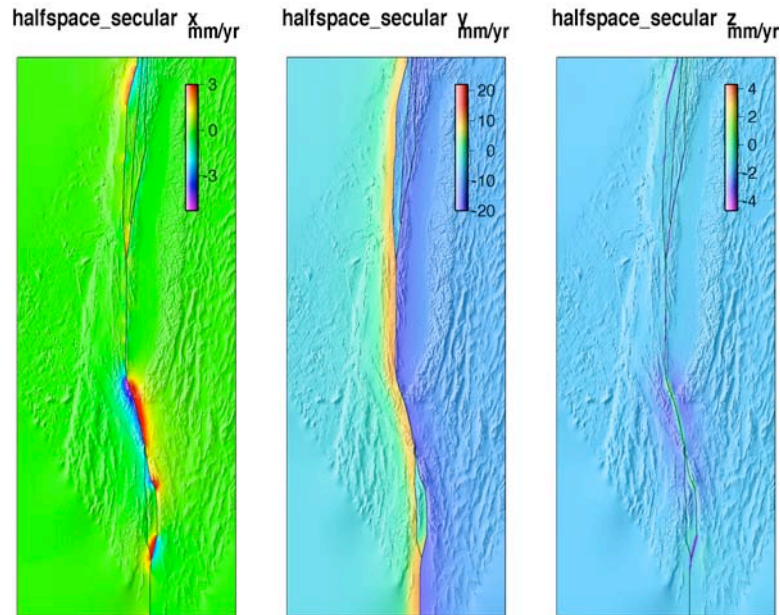 halfspace_secular x
mm/yr
3
0
-3
halfspace_secular y
mm/yr
20
10
0
-10
-20
halfspace_secular z
mm/yr
4
2
0
-2
-4